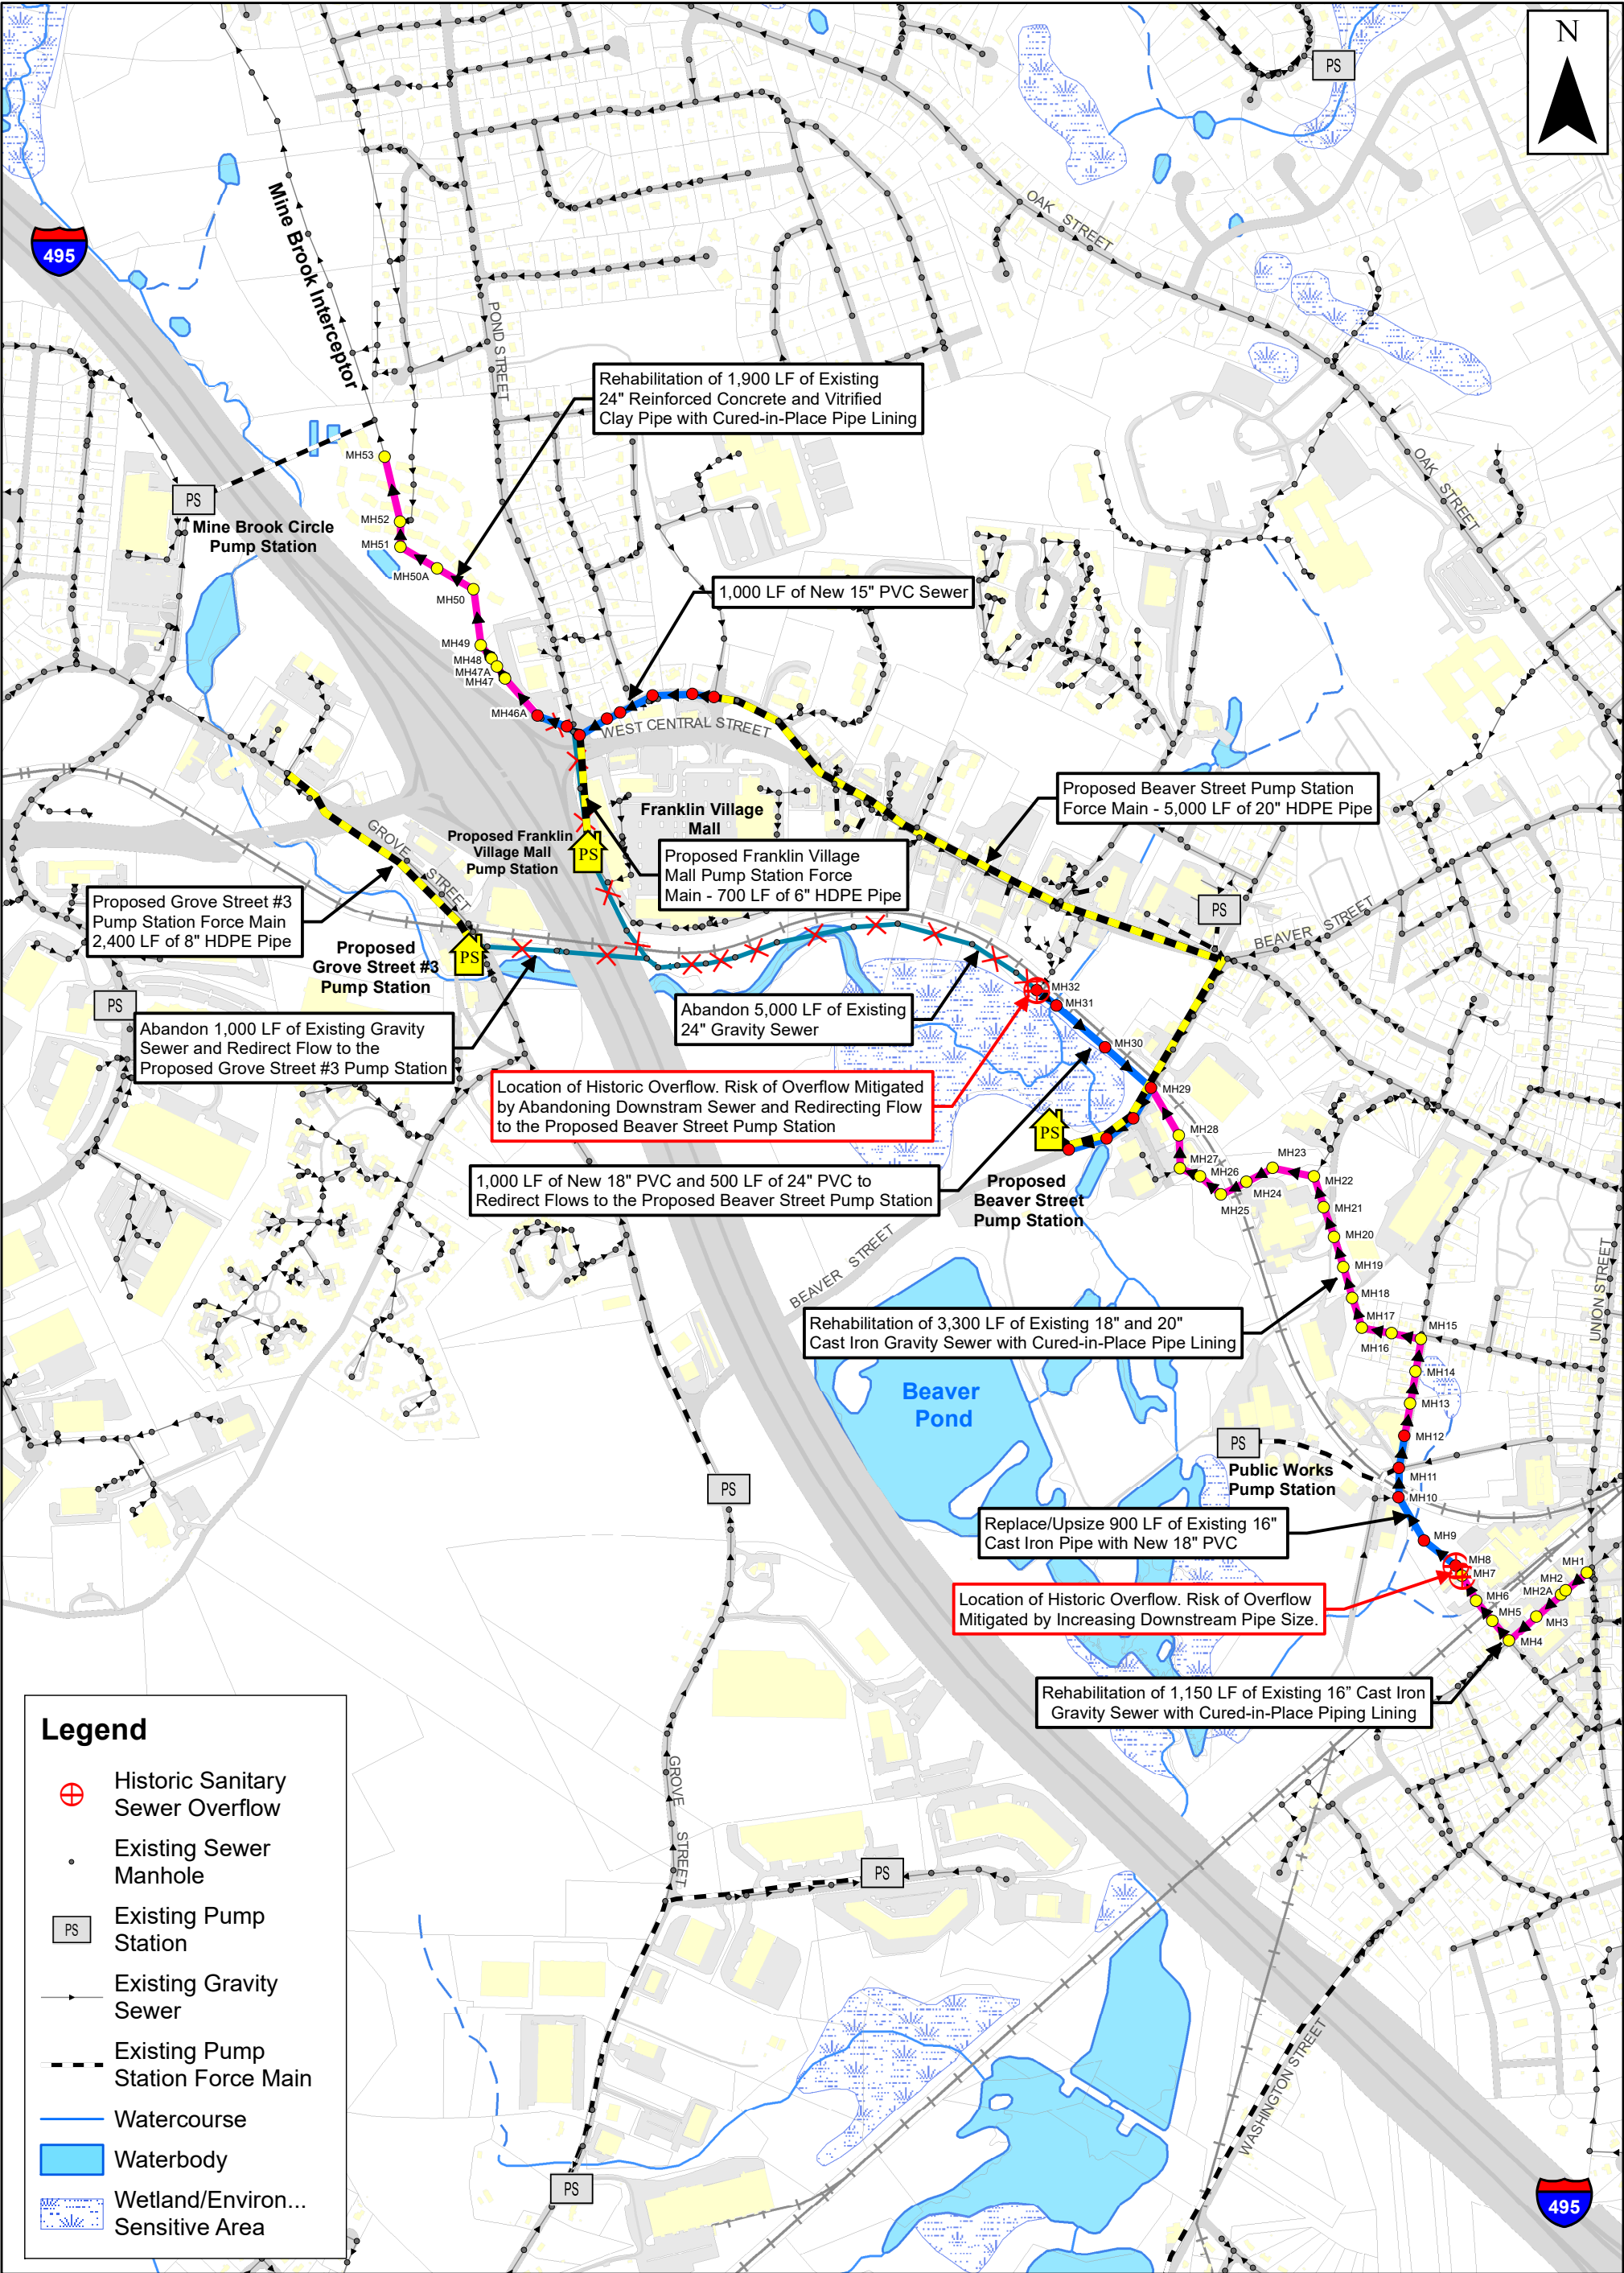 N
PS
OAK STREET
495
Mine Brook Interceptor
POND STREET
Rehabilitation of 1,900 LF of Existing
24" Reinforced Concrete and Vitrified
Clay Pipe with Cured-in-Place Pipe Lining
MH53
OAK STREET
PS
Mine Brook Circle
Pump Station
MH52
MH51
MH50A
MH50
1,000 LF of New 15" PVC Sewer
MH49
MH48
MH47A
MH47
MH46A
WEST CENTRAL STREET
Proposed Beaver Street Pump Station
Force Main - 5,000 LF of 20" HDPE Pipe
Franklin Village
Mall
GROVE STREET
Proposed Franklin
Village Mall
Pump Station
PS
Proposed Franklin Village
Mall Pump Station Force
Main - 700 LF of 6" HDPE Pipe
Proposed Grove Street #3
Pump Station Force Main
2,400 LF of 8" HDPE Pipe
PS
BEAVER STREET
Proposed
Grove Street #3
Pump Station
PS
PS
MH32
MH31
Abandon 5,000 LF of Existing
24" Gravity Sewer
Abandon 1,000 LF of Existing Gravity
Sewer and Redirect Flow to the
Proposed Grove Street #3 Pump Station
MH30
Location of Historic Overflow. Risk of Overflow Mitigated
by Abandoning Downstram Sewer and Redirecting Flow
to the Proposed Beaver Street Pump Station
MH29
PS
MH28
MH27
MH26
MH25
MH24
MH23
MH22
MH21
MH20
MH19
MH18
MH17
MH16
MH15
MH14
MH13
MH12
MH11
MH10
1,000 LF of New 18" PVC and 500 LF of 24" PVC to
Redirect Flows to the Proposed Beaver Street Pump Station
Proposed
Beaver Street
Pump Station
BEAVER STREET
UNION STREET
Rehabilitation of 3,300 LF of Existing 18" and 20"
Cast Iron Gravity Sewer with Cured-in-Place Pipe Lining
Beaver
Pond
PS
Public Works
Pump Station
PS
Replace/Upsize 900 LF of Existing 16"
Cast Iron Pipe with New 18" PVC
MH9
MH8
MH7
MH6
MH5
MH4
MH3
MH2A
MH2
MH1
Location of Historic Overflow. Risk of Overflow
Mitigated by Increasing Downstream Pipe Size.
Rehabilitation of 1,150 LF of Existing 16” Cast Iron
Gravity Sewer with Cured-in-Place Piping Lining
GROVE STREET
PS
WASHINGTON STREET
PS
495
Legend
Historic Sanitary
Sewer Overflow
Existing Sewer
Manhole
PS
Existing Pump
Station
Existing Gravity
Sewer
Existing Pump
Station Force Main
Watercourse
Waterbody
Wetland/Environ...
Sensitive Area